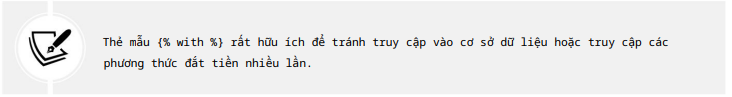 Thẻ mẫu {% with %} rất hữu ích để tránh truy cập vào cơ sở dữ liệu hoặc truy cập các
phương thức đắt tiền nhiều lần.